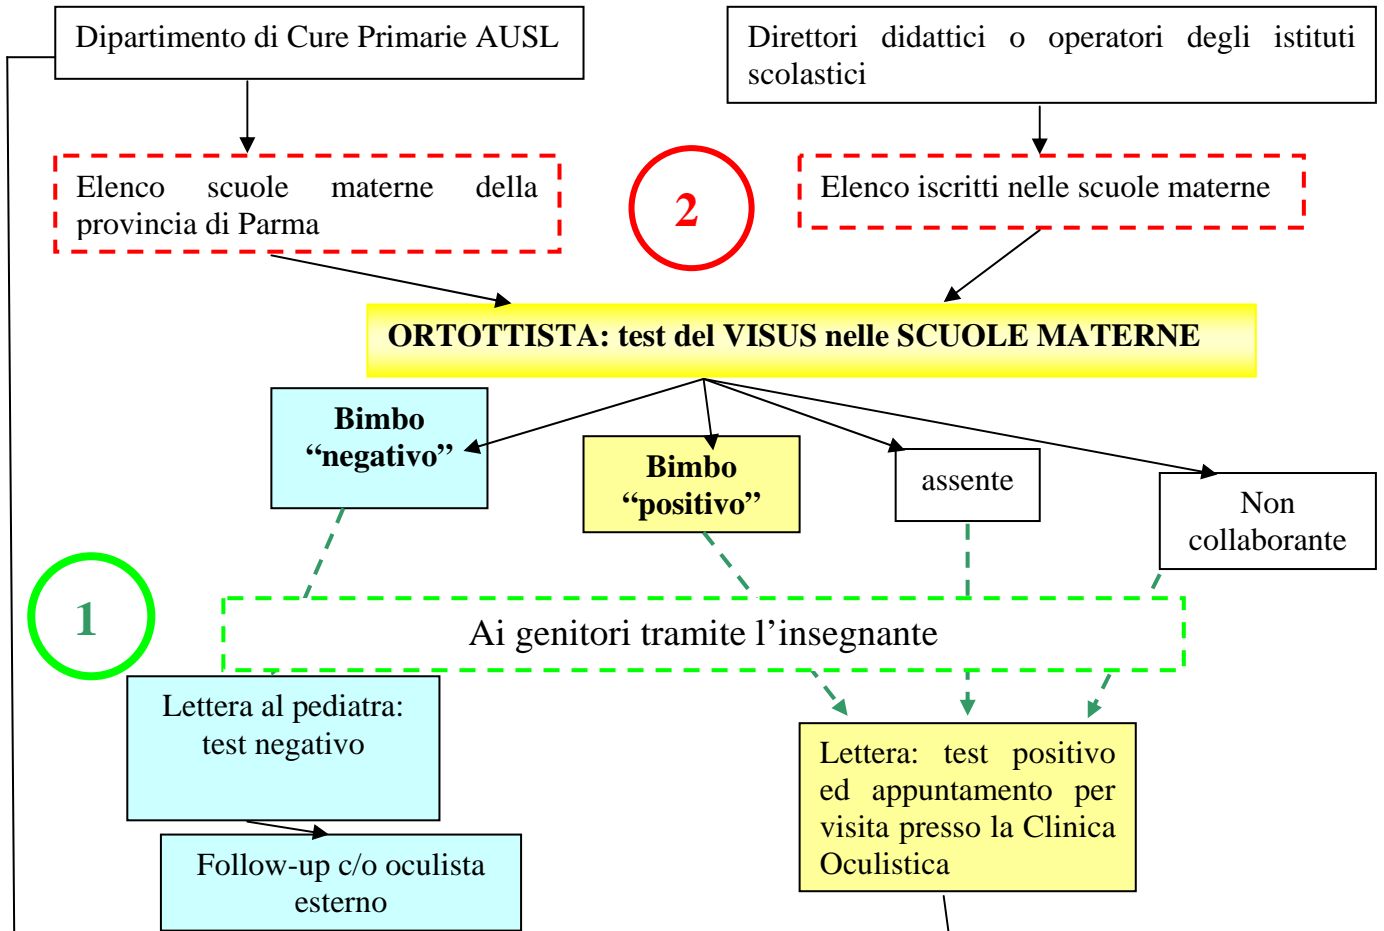 Dipartimento di Cure Primarie AUSL
Direttori didattici o operatori degli istituti
scolastici
Elenco scuole materne della
provincia di Parma
2
Elenco iscritti nelle scuole materne
ORTOTTISTA: test del VISUS nelle SCUOLE MATERNE
Bimbo
“negativo”
Bimbo
“positivo”
assente
Non
collaborante
1
Ai genitori tramite l’insegnante
Lettera al pediatra:
test negativo
Lettera: test positivo
ed appuntamento per
visita presso la Clinica
Oculistica
Follow-up c/o oculista
esterno